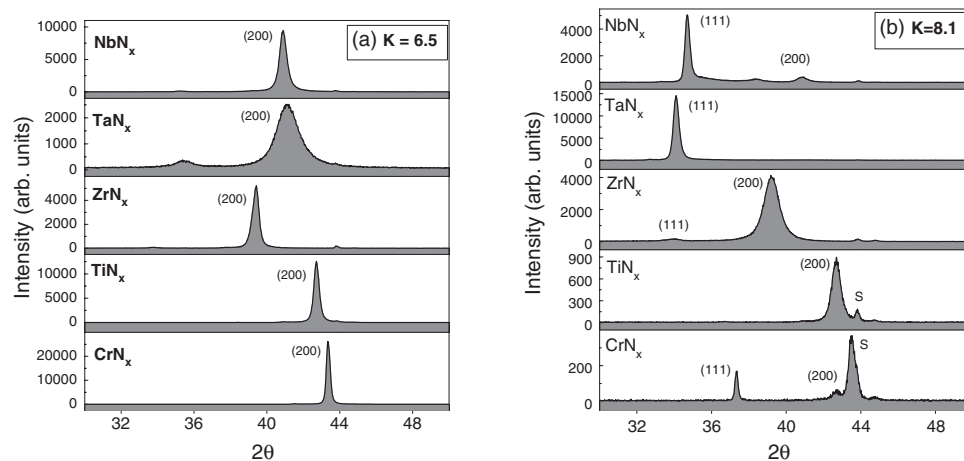 (a) K = 6.5
Intensity (arb. units)
NbNₓ
(200)
10000
5000
0
TaNₓ
(200)
2000
1000
0
ZrNₓ
(200)
4000
2000
0
TiNₓ
(200)
10000
5000
0
CrNₓ
(200)
20000
10000
0
32 36 40 44 48
2θ
(b) K=8.1
Intensity (arb. units)
NbNₓ
(111)
(200)
4000
2000
0
TaNₓ
(111)
15000
10000
5000
0
ZrNₓ
(200)
(111)
4000
2000
0
TiNₓ
(200)
S
900
600
300
0
CrNₓ
(111)
(200)
S
200
0
32 36 40 44 48
2θ